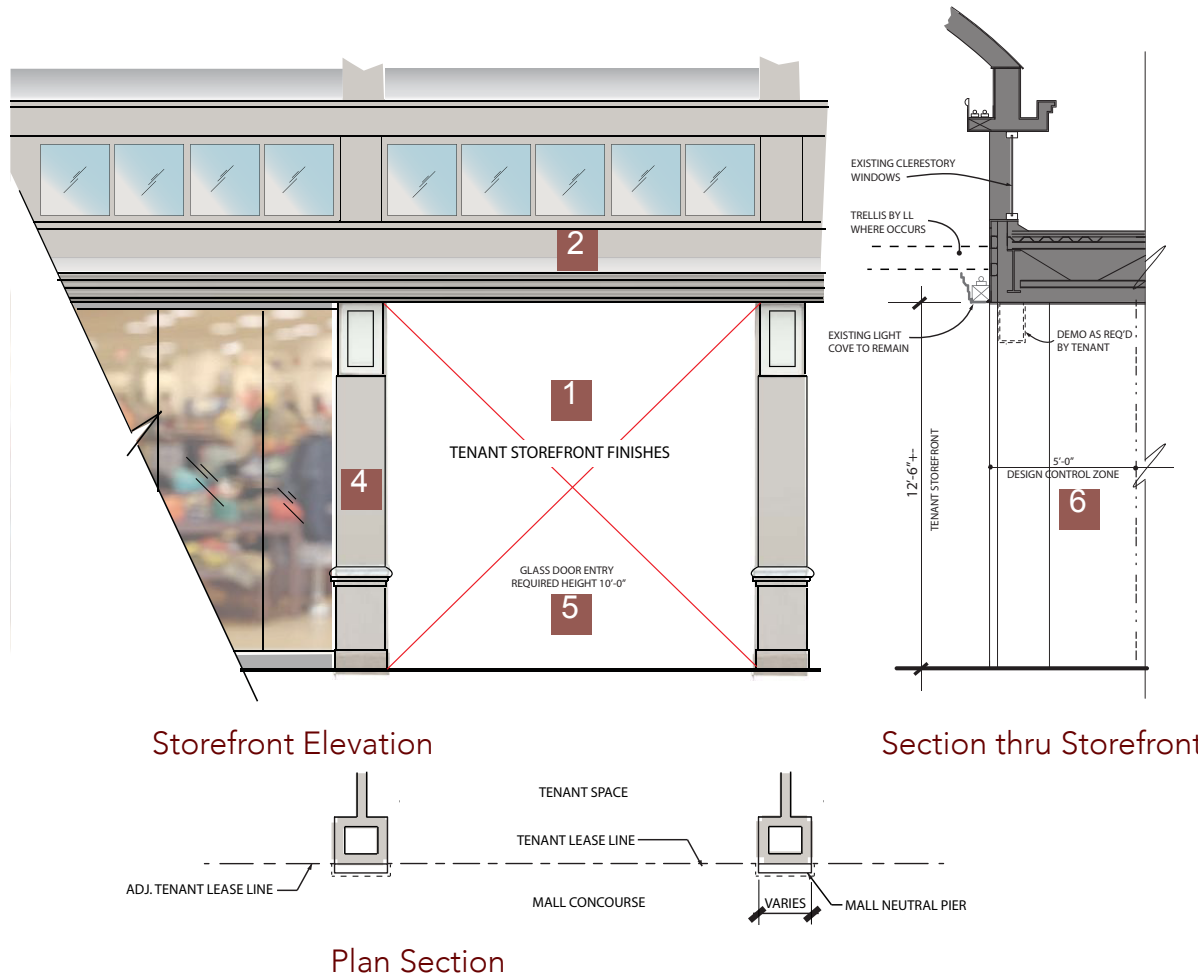 2
1
TENANT STOREFRONT FINISHES
4
GLASS DOOR ENTRY
REQUIRED HEIGHT 10'-0"
5
Storefront Elevation
EXISTING CLERESTORY
WINDOWS
TRELLIS BY LL
WHERE OCCURS
EXISTING LIGHT
COVE TO REMAIN
DEMO AS REQ'D
BY TENANT
12'-6"+-
TENANT STOREFRONT
5'-0"
DESIGN CONTROL ZONE
6
Section thru Storefront
TENANT SPACE
TENANT LEASE LINE
ADJ. TENANT LEASE LINE
MALL CONCOURSE
VARIES
MALL NEUTRAL PIER
Plan Section